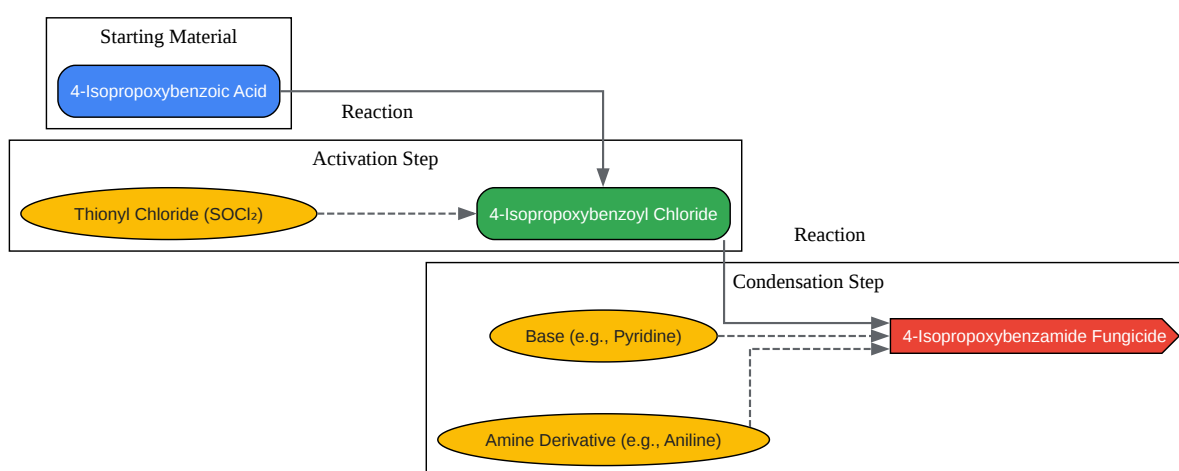 Starting Material
4-Isopropoxybenzoic Acid
Reaction
Activation Step
Thionyl Chloride (SOCl₂)
4-Isopropoxybenzoyl Chloride
Reaction
Condensation Step
Base (e.g., Pyridine)
4-Isopropoxybenzamide Fungicide
Amine Derivative (e.g., Aniline)